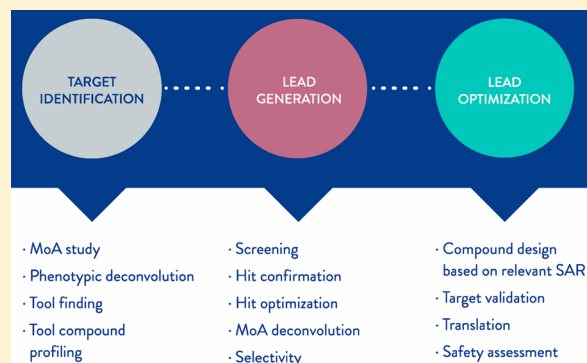 TARGET
IDENTIFICATION
LEAD
GENERATION
LEAD
OPTIMIZATION
· MoA study
· Phenotypic deconvolution
· Tool finding
· Tool compound
profiling
· Screening
· Hit confirmation
· Hit optimization
· MoA deconvolution
· Selectivity
· Compound design
based on relevant SAR
· Target validation
· Translation
· Safety assessment